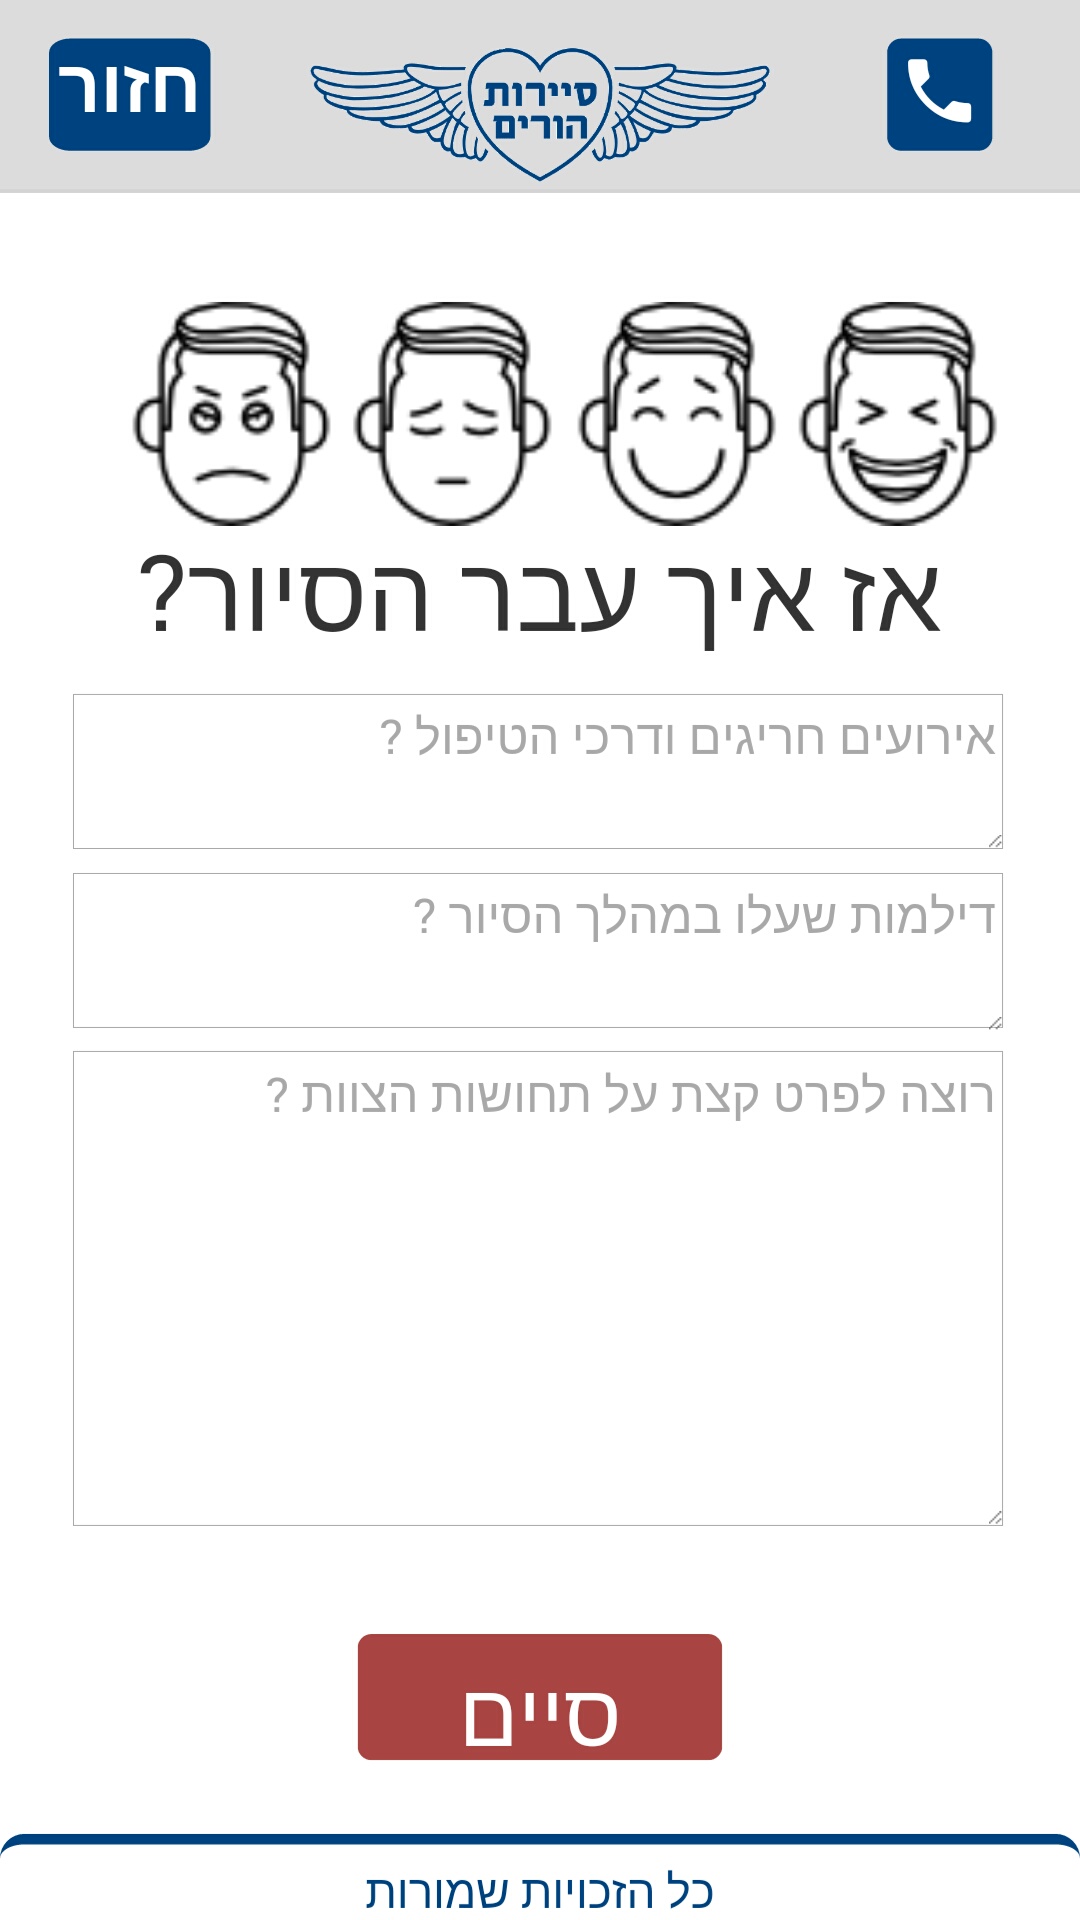 חזור
סיירות
הורים
אז איך עבר הסיור?
אירועים חריגים ודרכי הטיפול ?
דילמות שעלו במהלך הסיור ?
רוצה לפרט קצת על תחושות הצוות ?
סיים
כל הזכויות שמורות